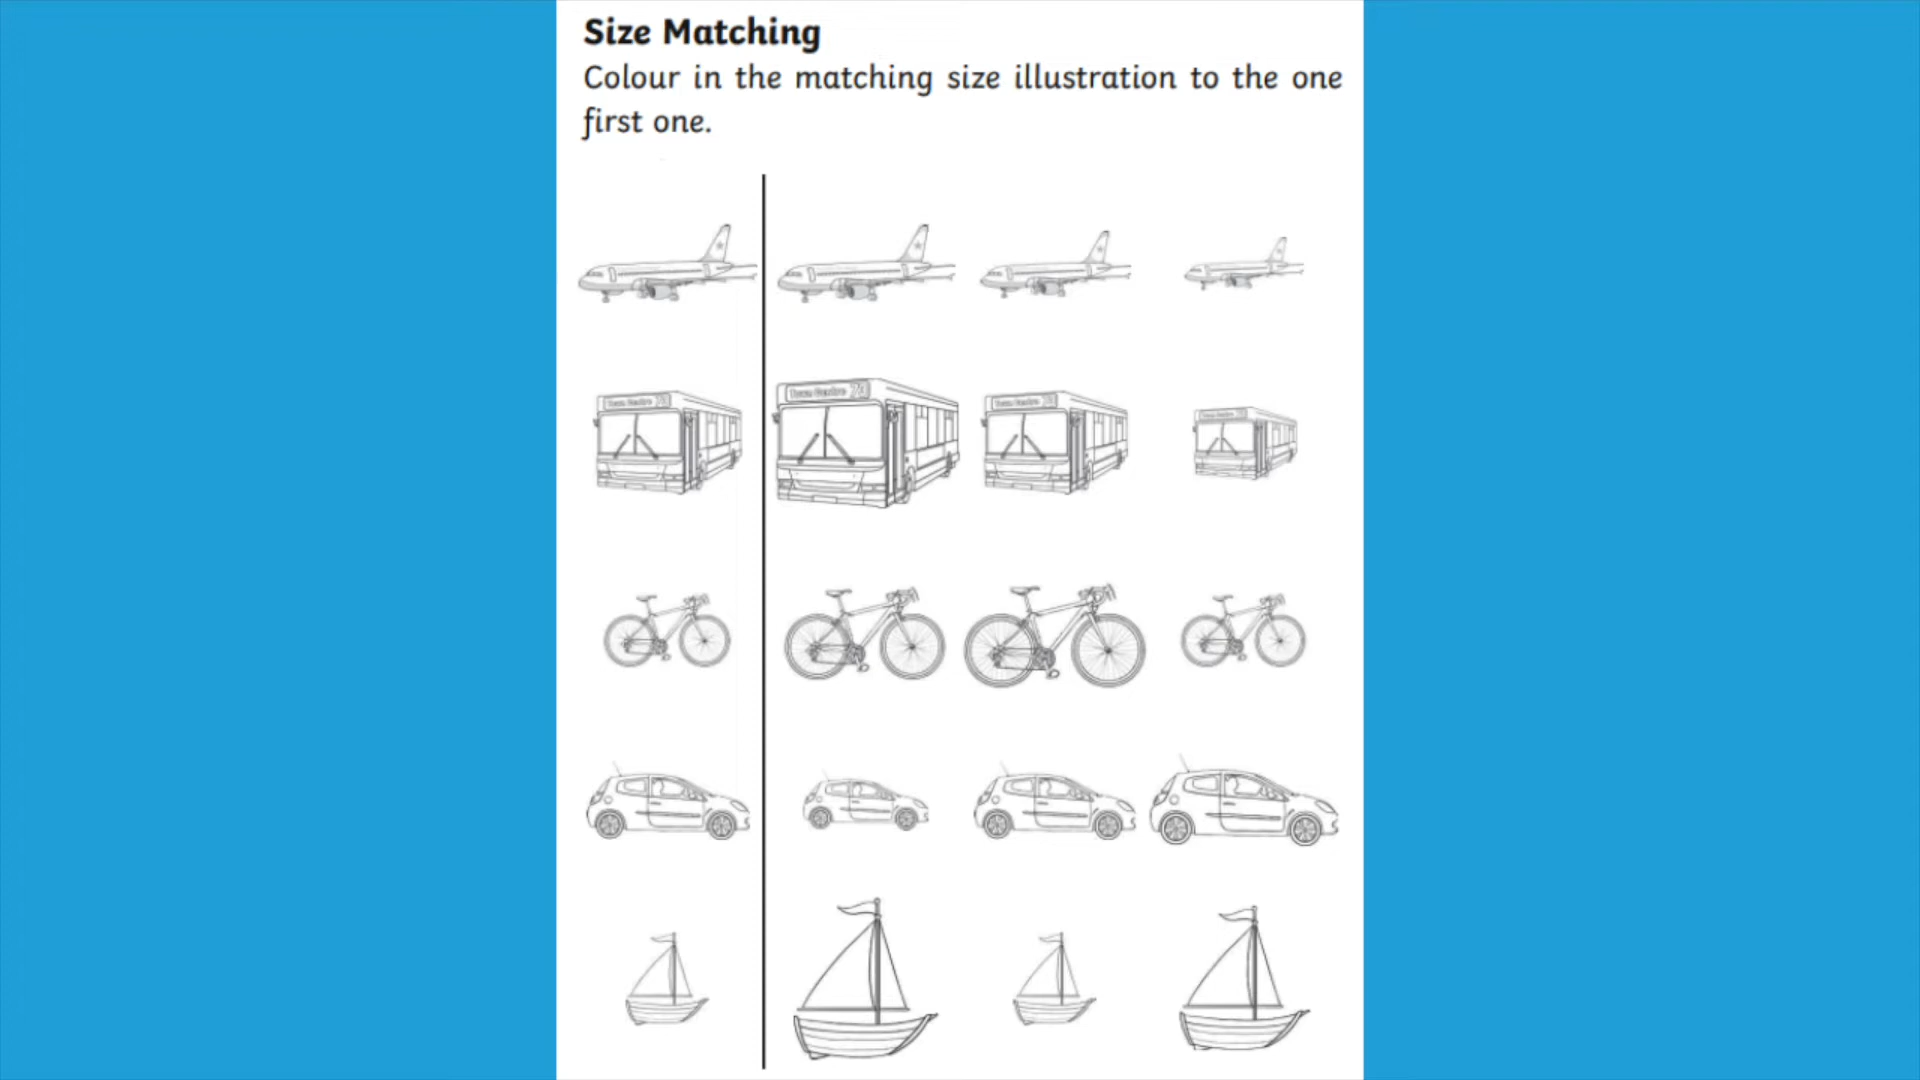 Size Matching
Colour in the matching size illustration to the one
first one.